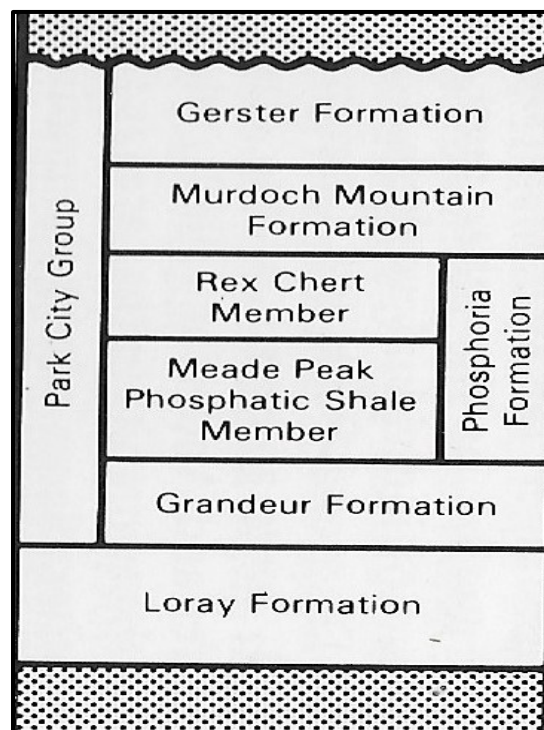 Park City Group
Gerster Formation
Murdoch Mountain
Formation
Rex Chert
Member
Meade Peak
Phosphatic Shale
Member
Phosphoria
Formation
Grandeur Formation
Loray Formation